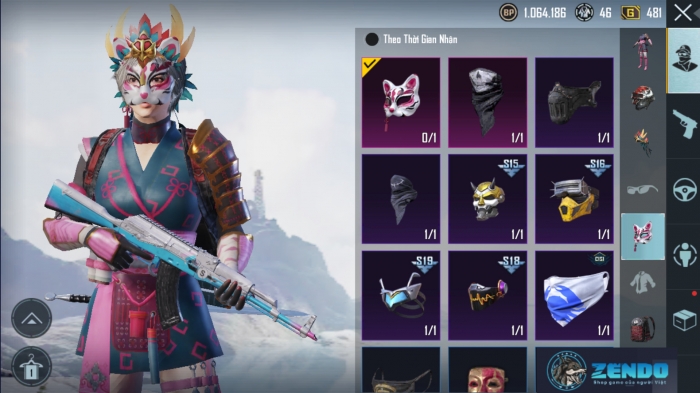 BP 1.064.186 46 G 481
Theo Thời Gian Nhận
0/1 1/1 1/1
S15 S16
1/1 1/1 1/1
S19 S18 DSI
1/1 1/1 1/1
ZENDO
Shop game của người Việt